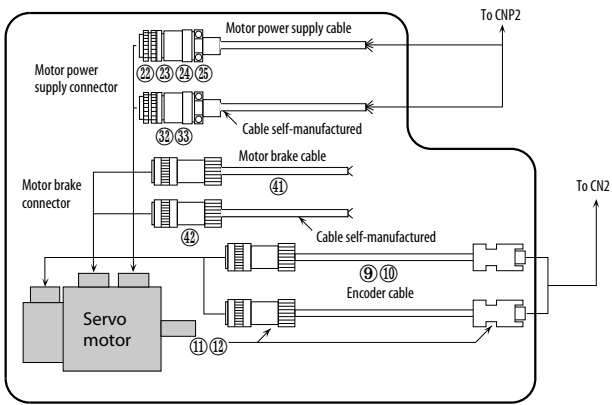 To CNP2
Motor power supply cable
㉒㉓㉔㉕
Motor power
supply connector
Cable self-manufactured
㉜㉝
Motor brake cable
㊶
Motor brake
connector
To CN2
㊷
Cable self-manufactured
⑨⑩
Encoder cable
Servo
motor
⑪⑫